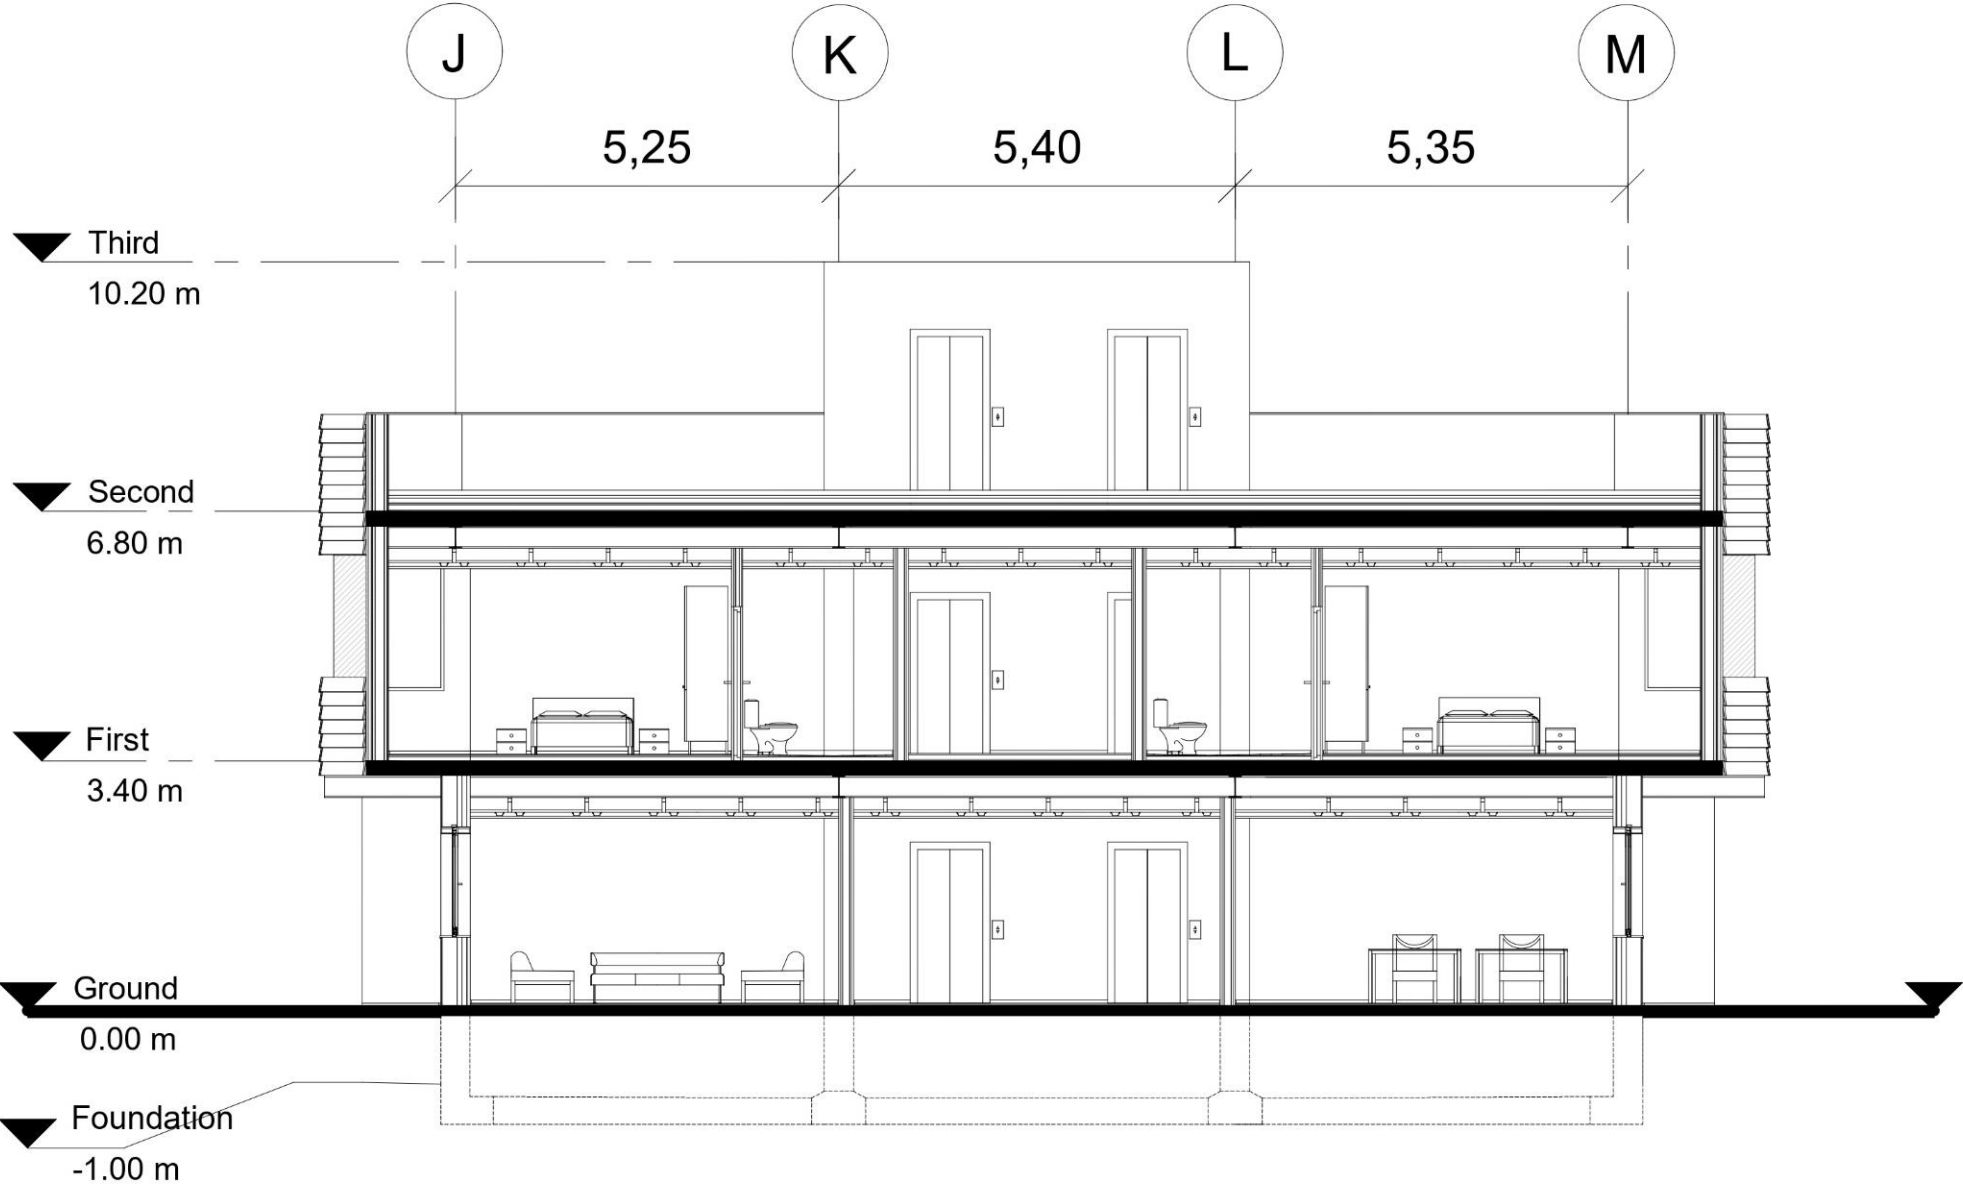 J K L M
5,25 5,40 5,35
Third
10.20 m
Second
6.80 m
First
3.40 m
Ground
0.00 m
Foundation
-1.00 m